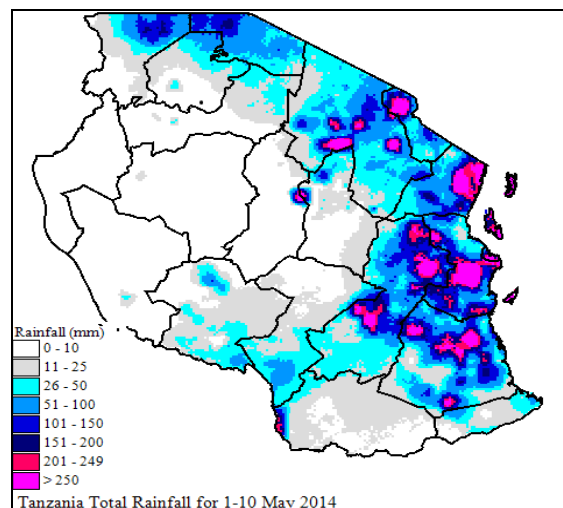 Rainfall (mm)
0 - 10
11 - 25
26 - 50
51 - 100
101 - 150
151 - 200
201 - 249
> 250
Tanzania Total Rainfall for 1-10 May 2014